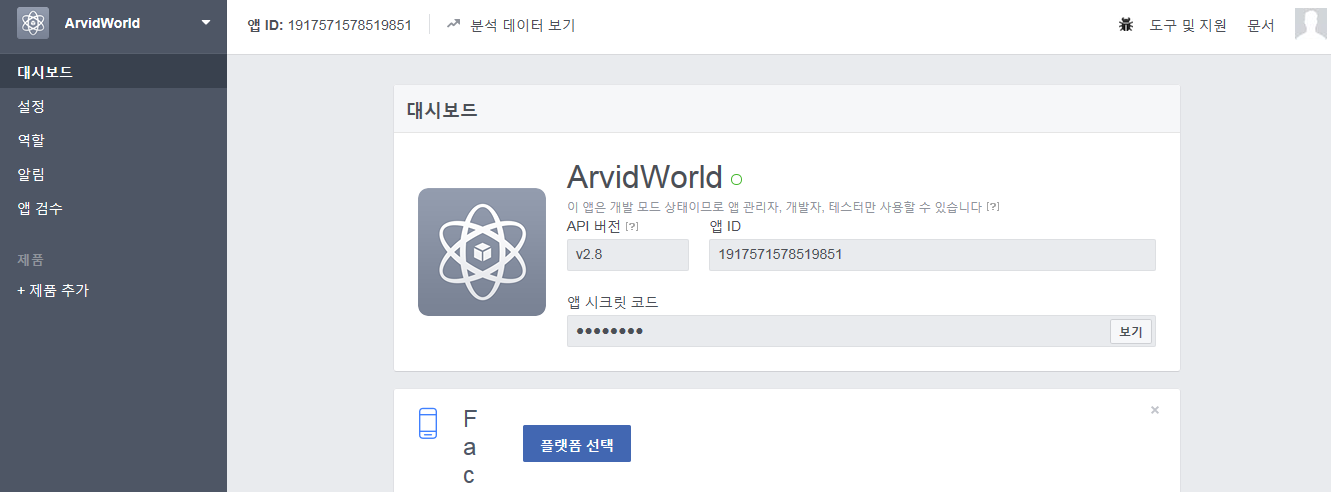 ArvidWorld
앱 ID: 1917571578519851
분석 데이터 보기
도구 및 지원
문서
대시보드
설정
역할
알림
앱 검수
제품
+ 제품 추가
대시보드
ArvidWorld
이 앱은 개발 모드 상태이므로 앱 관리자, 개발자, 테스터만 사용할 수 있습니다 [?]
API 버전 [?]
앱 ID
v2.8
1917571578519851
앱 시크릿 코드
●●●●●●●●
보기
F
a
c
플랫폼 선택
×